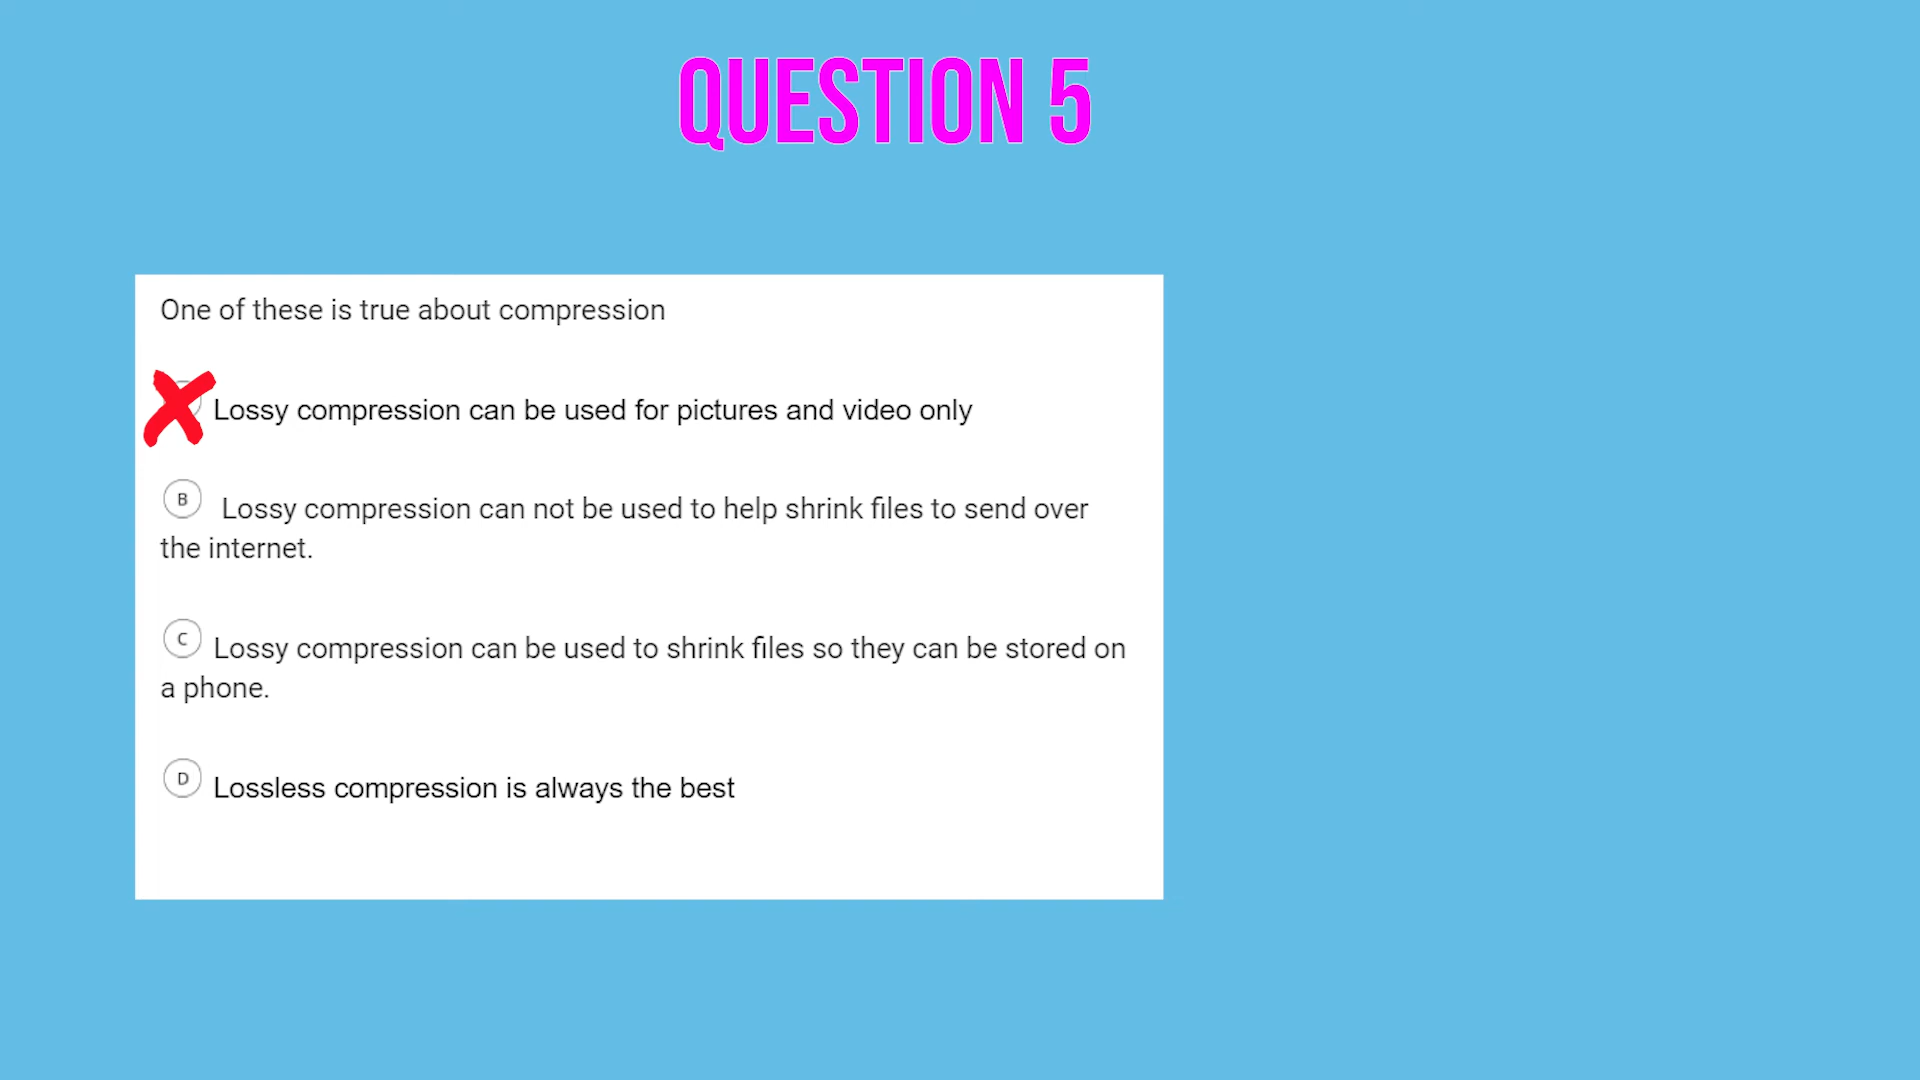 QUESTION 5
One of these is true about compression
Lossy compression can be used for pictures and video only
B Lossy compression can not be used to help shrink files to send over
the internet.
C Lossy compression can be used to shrink files so they can be stored on
a phone.
D Lossless compression is always the best